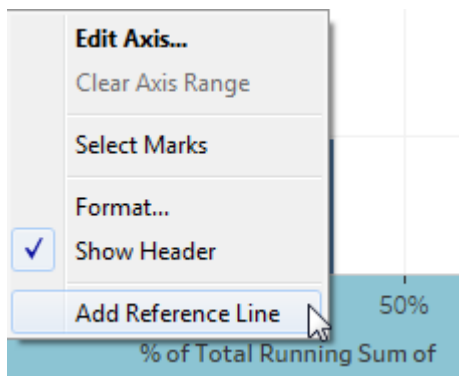 Edit Axis...
Clear Axis Range
Select Marks
Format...
Show Header
Add Reference Line
50%
% of Total Running Sum of